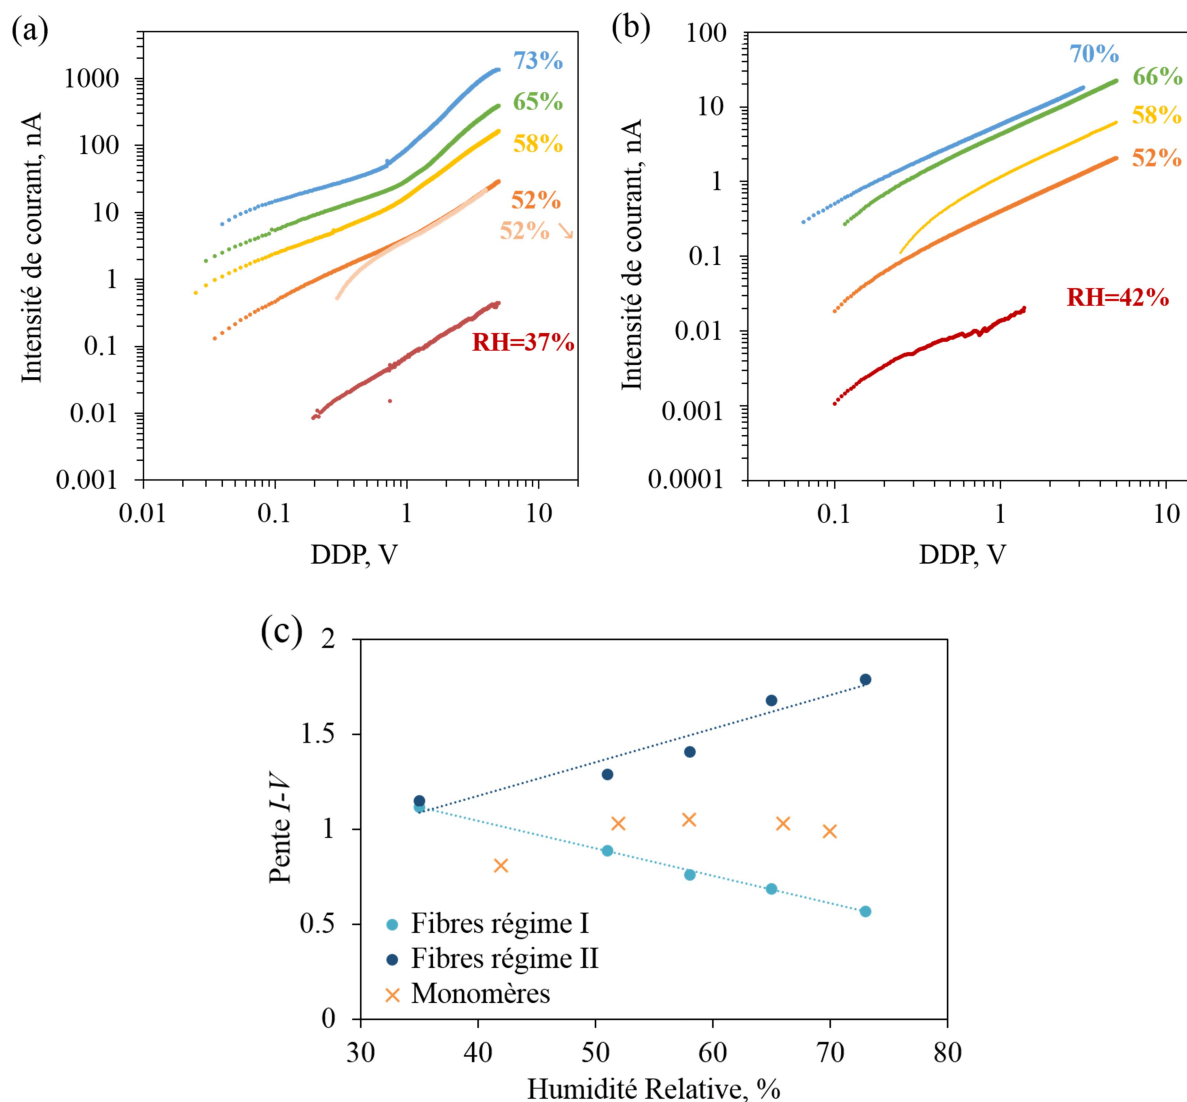 (a)
1000
100
10
1
0.1
0.01
0.001
0.01
0.1
1
10
Intensité de courant, nA
DDP, V
73%
65%
58%
52%
52% ↘
RH=37%
(b)
100
10
1
0.1
0.01
0.001
0.0001
0.1
1
10
Intensité de courant, nA
DDP, V
70%
66%
58%
52%
RH=42%
(c)
2
1.5
1
0.5
0
30
40
50
60
70
80
Pente I-V
Humidité Relative, %
Fibres régime I
Fibres régime II
Monomères